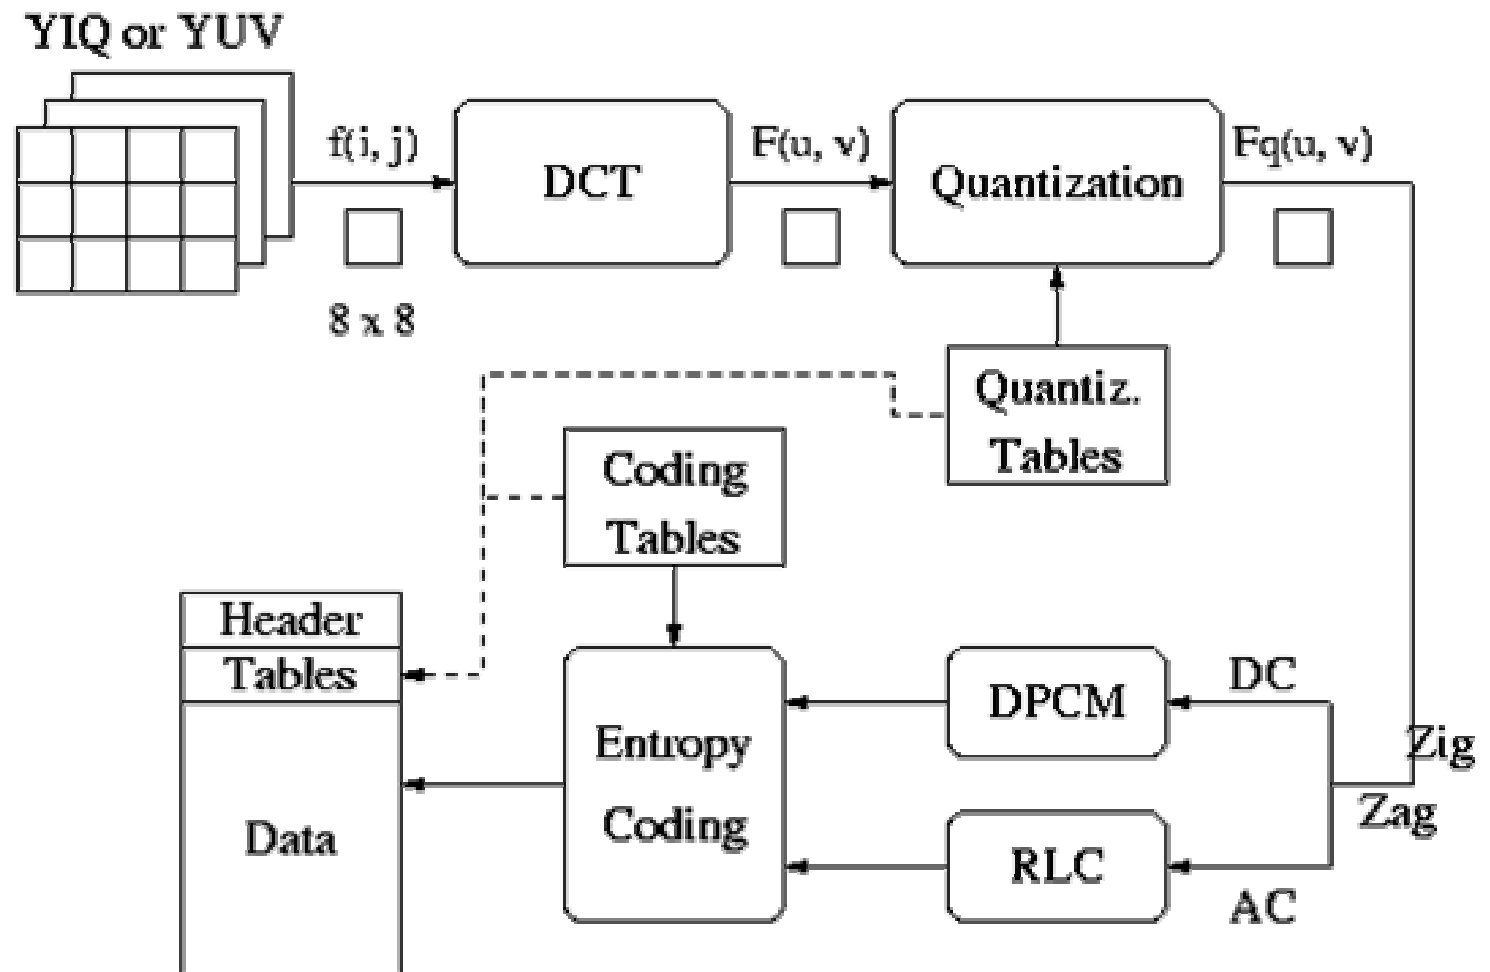 YIQ or YUV
f(i, j)
DCT
F(u, v)
Quantization
Fq(u, v)
8 x 8
Quantiz.
Tables
Coding
Tables
Header
Tables
Data
Entropy
Coding
DPCM
DC
Zig
Zag
RLC
AC